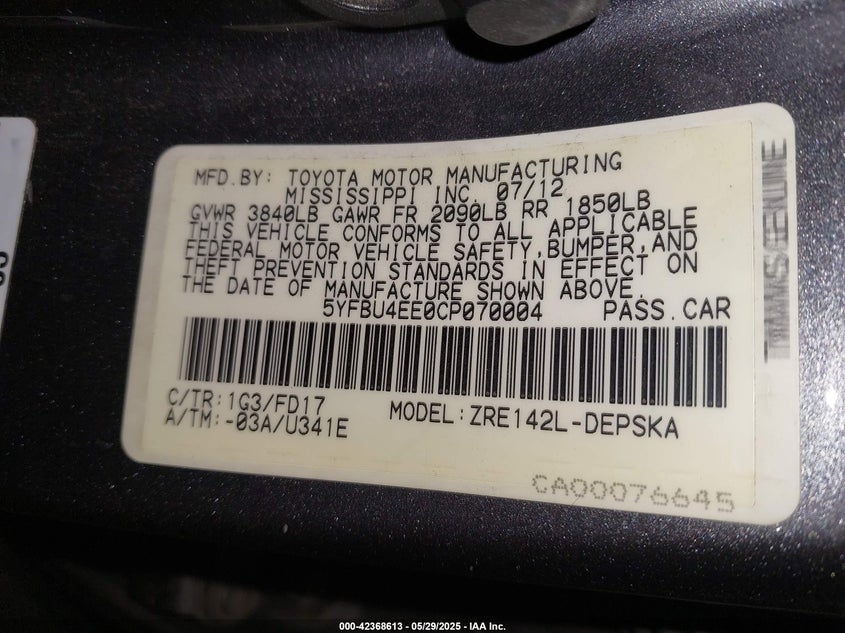 MFD.BY: TOYOTA MOTOR MANUFACTURING
MISSISSIPPI INC. 07/12
GVWR 3840LB GAWR FR 2090LB RR 1850LB
THIS VEHICLE CONFORMS TO ALL APPLICABLE
FEDERAL MOTOR VEHICLE SAFETY,BUMPER,AND
THEFT PREVENTION STANDARDS IN EFFECT ON
THE DATE OF MANUFACTURE SHOWN ABOVE.
5YFBU4EE0CP070004 PASS.CAR
C/TR:1G3/FD17
A/TM:-03A/U341E
MODEL:ZRE142L-DEPSKA
CA00076645
000-42368613 - 05/29/2025 - IAA Inc.